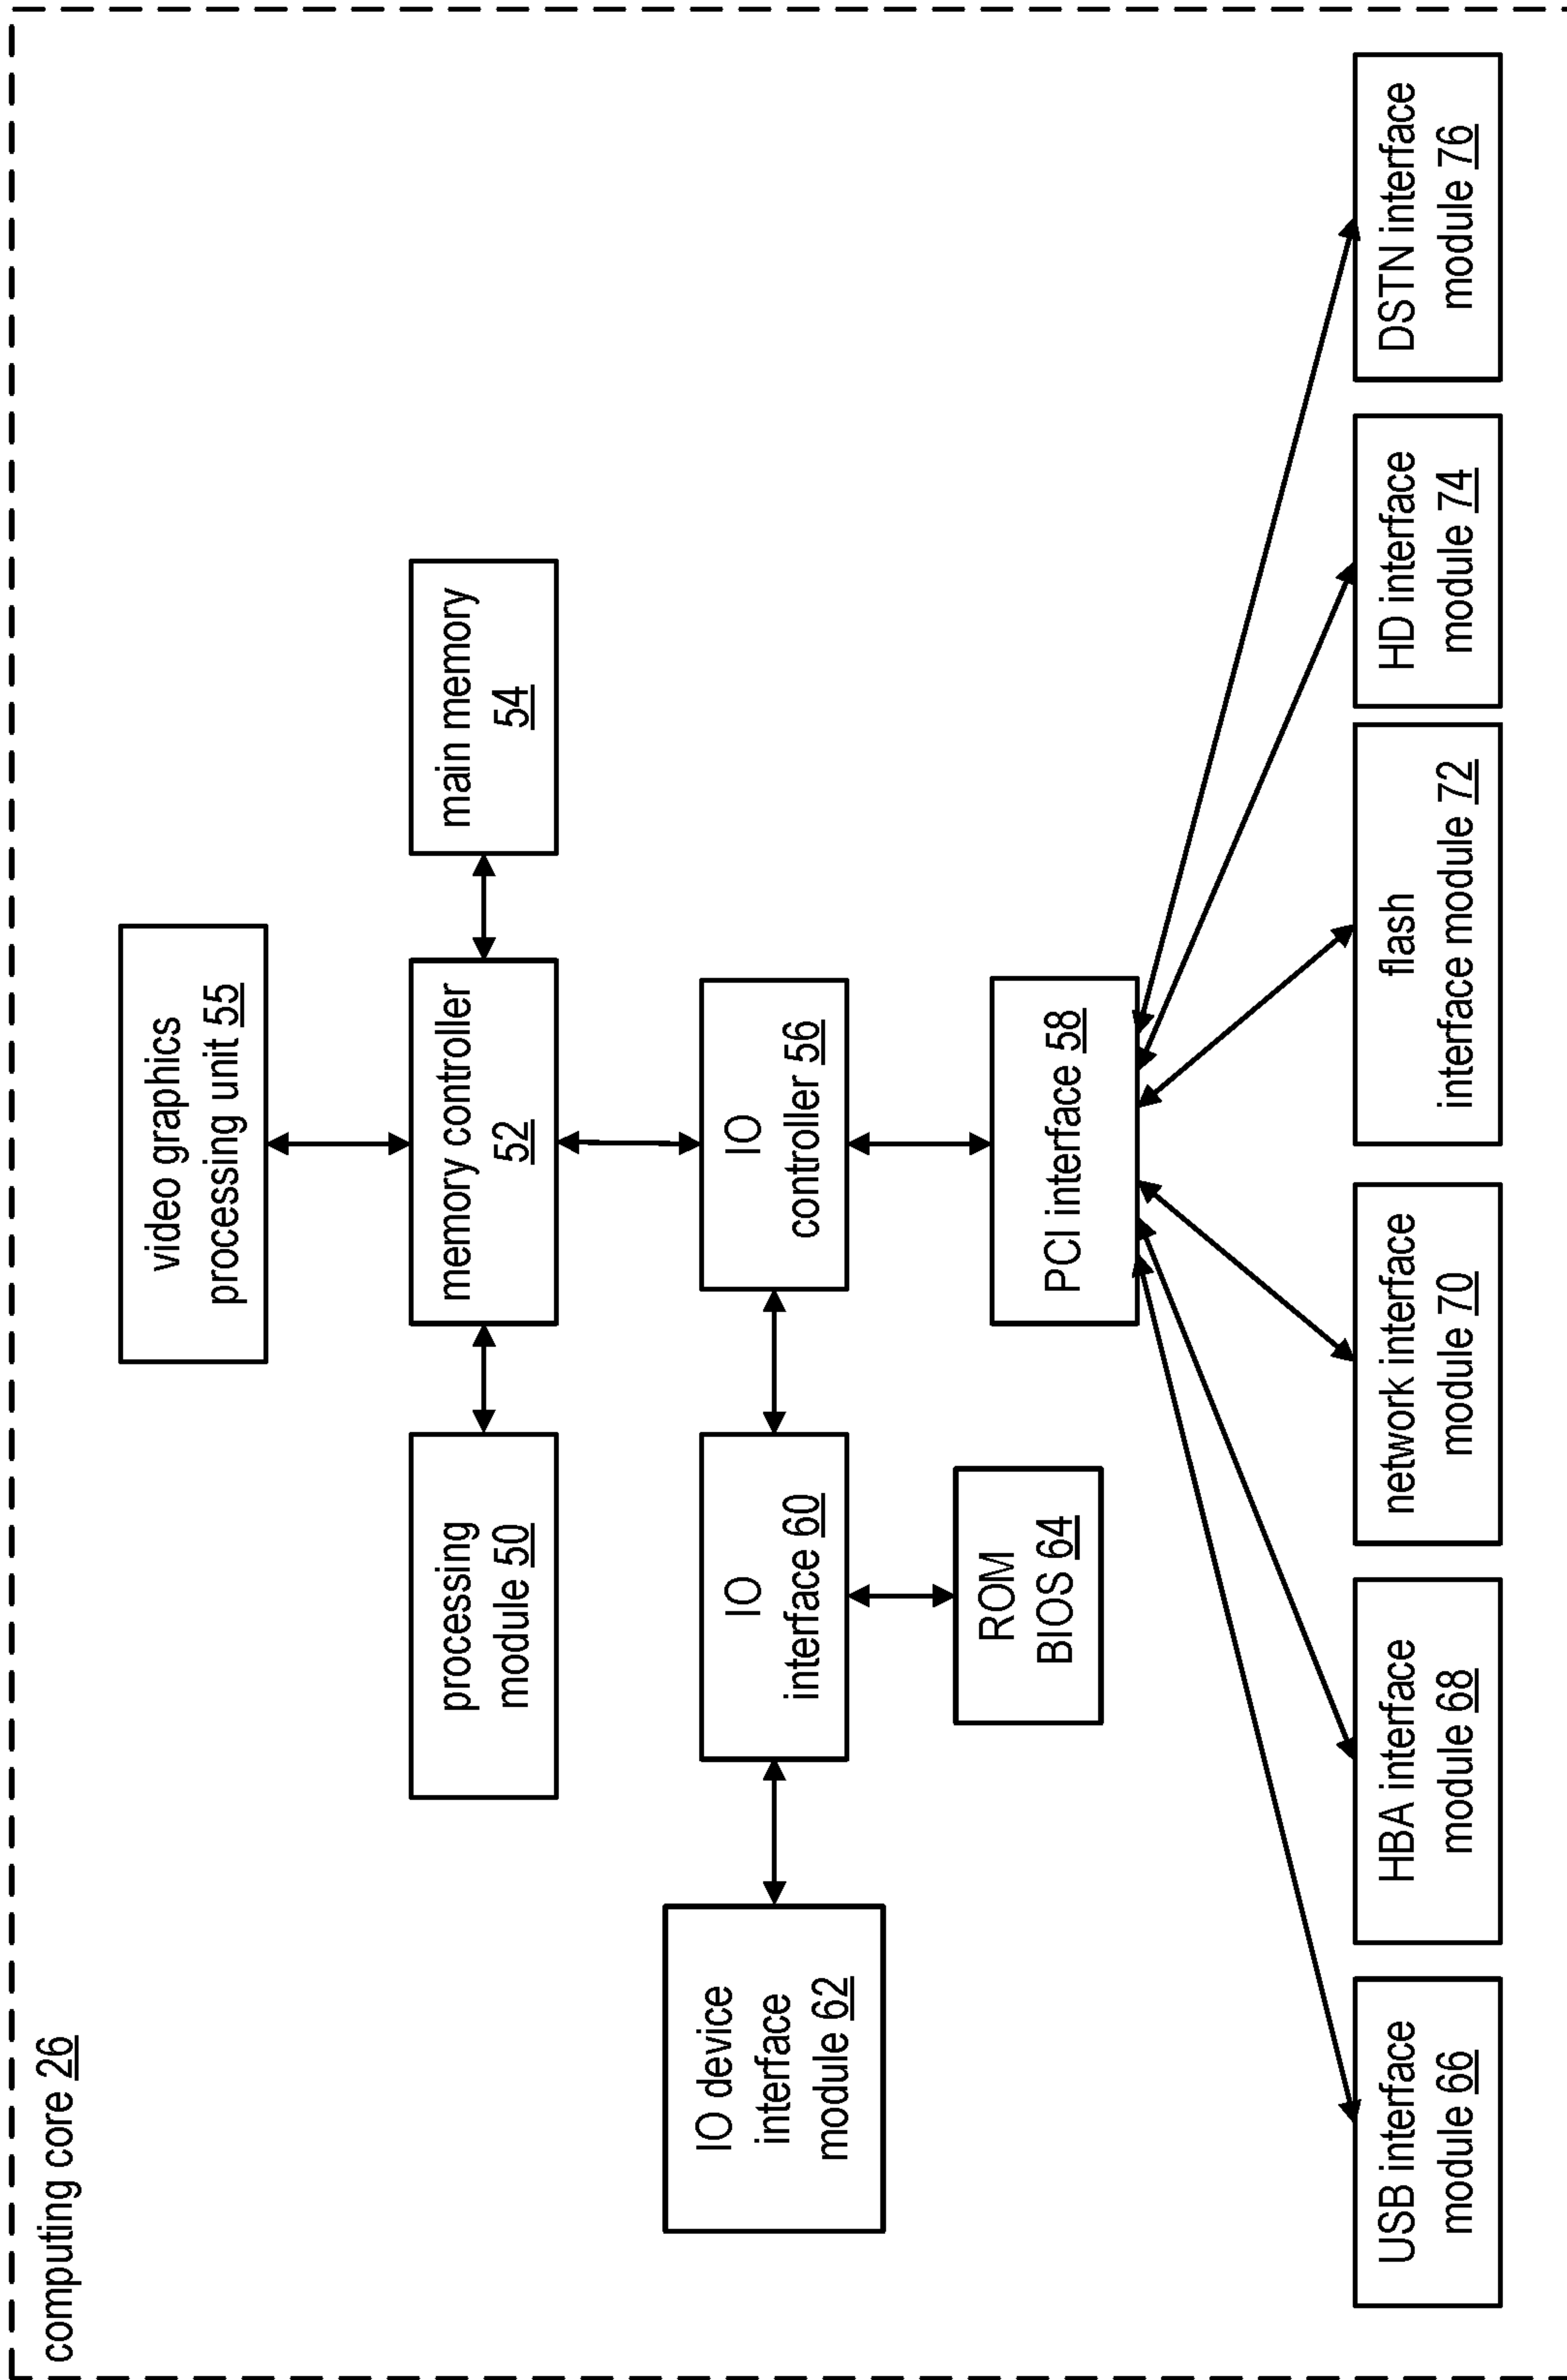 computing core 26
video graphics
processing unit 55
processing
module 50
memory controller
52
main memory
54
IO device
interface
module 62
IO
interface 60
IO
controller 56
ROM
BIOS 64
PCI interface 58
USB interface
module 66
HBA interface
module 68
network interface
module 70
flash
interface module 72
HD interface
module 74
DSTN interface
module 76